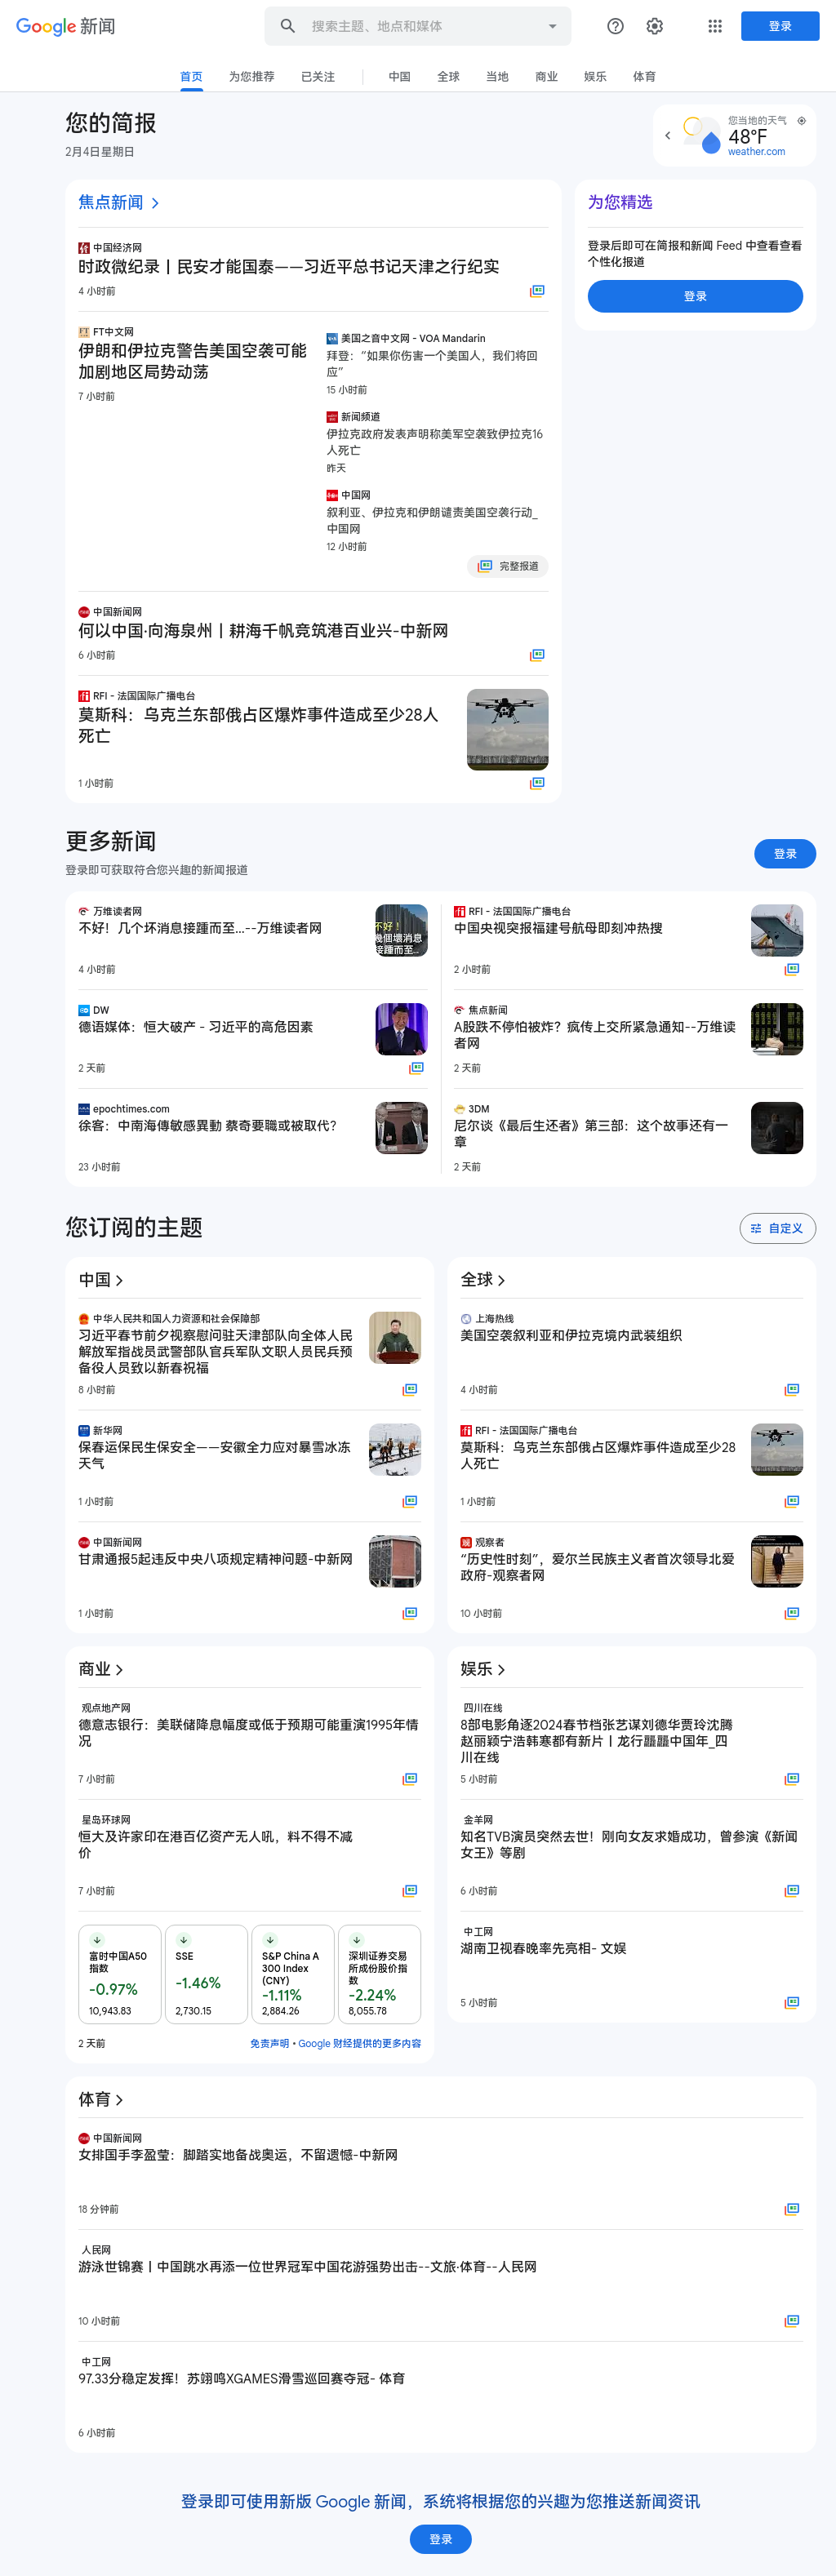 Google 新闻
搜索主题、地点和媒体
登录
首页
为您推荐
已关注
中国
全球
当地
商业
娱乐
体育
您的简报
2月4日星期日
您当地的天气
48°F
weather.com
焦点新闻
中国经济网
时政微纪录丨民安才能国泰——习近平总书记天津之行纪实
4 小时前
FT中文网
伊朗和伊拉克警告美国空袭可能
加剧地区局势动荡
7 小时前
美国之音中文网 - VOA Mandarin
拜登：“如果你伤害一个美国人，我们将回
应”
15 小时前
新闻频道
伊拉克政府发表声明称美军空袭致伊拉克16
人死亡
昨天
中国网
叙利亚、伊拉克和伊朗谴责美国空袭行动_
中国网
12 小时前
完整报道
中国新闻网
何以中国·向海泉州丨耕海千帆竞筑港百业兴-中新网
6 小时前
RFI - 法国国际广播电台
莫斯科：乌克兰东部俄占区爆炸事件造成至少28人
死亡
1 小时前
为您精选
登录后即可在简报和新闻 Feed 中查看查看
个性化报道
登录
更多新闻
登录即可获取符合您兴趣的新闻报道
登录
万维读者网
不好！几个坏消息接踵而至...--万维读者网
不好！
幾個壞消息
接踵而至...
4 小时前
RFI - 法国国际广播电台
中国央视突报福建号航母即刻冲热搜
2 小时前
DW
德语媒体：恒大破产 - 习近平的高危因素
2 天前
焦点新闻
A股跌不停怕被炸？疯传上交所紧急通知--万维读
者网
2 天前
epochtimes.com
徐客：中南海傳敏感異動 蔡奇要職或被取代？
23 小时前
3DM
尼尔谈《最后生还者》第三部：这个故事还有一
章
2 天前
您订阅的主题
自定义
中国
中华人民共和国人力资源和社会保障部
习近平春节前夕视察慰问驻天津部队向全体人民
解放军指战员武警部队官兵军队文职人员民兵预
备役人员致以新春祝福
8 小时前
新华网
保春运保民生保安全——安徽全力应对暴雪冰冻
天气
1 小时前
中国新闻网
甘肃通报5起违反中央八项规定精神问题-中新网
1 小时前
全球
上海热线
美国空袭叙利亚和伊拉克境内武装组织
4 小时前
RFI - 法国国际广播电台
莫斯科：乌克兰东部俄占区爆炸事件造成至少28
人死亡
1 小时前
观察者
“历史性时刻”，爱尔兰民族主义者首次领导北爱
政府-观察者网
10 小时前
商业
观点地产网
德意志银行：美联储降息幅度或低于预期可能重演1995年情
况
7 小时前
星岛环球网
恒大及许家印在港百亿资产无人吼，料不得不减
价
7 小时前
富时中国A50
指数
-0.97%
10,943.83
SSE
-1.46%
2,730.15
S&P China A
300 Index
(CNY)
-1.11%
2,884.26
深圳证券交易
所成份股价指
数
-2.24%
8,055.78
2 天前
免责声明 • Google 财经提供的更多内容
娱乐
四川在线
8部电影角逐2024春节档张艺谋刘德华贾玲沈腾
赵丽颖宁浩韩寒都有新片丨龙行龘龘中国年_四
川在线
5 小时前
金羊网
知名TVB演员突然去世！刚向女友求婚成功，曾参演《新闻
女王》等剧
6 小时前
中工网
湖南卫视春晚率先亮相- 文娱
5 小时前
体育
中国新闻网
女排国手李盈莹：脚踏实地备战奥运，不留遗憾-中新网
18 分钟前
人民网
游泳世锦赛丨中国跳水再添一位世界冠军中国花游强势出击--文旅·体育--人民网
10 小时前
中工网
97.33分稳定发挥！苏翊鸣XGAMES滑雪巡回赛夺冠- 体育
6 小时前
登录即可使用新版 Google 新闻，系统将根据您的兴趣为您推送新闻资讯
登录